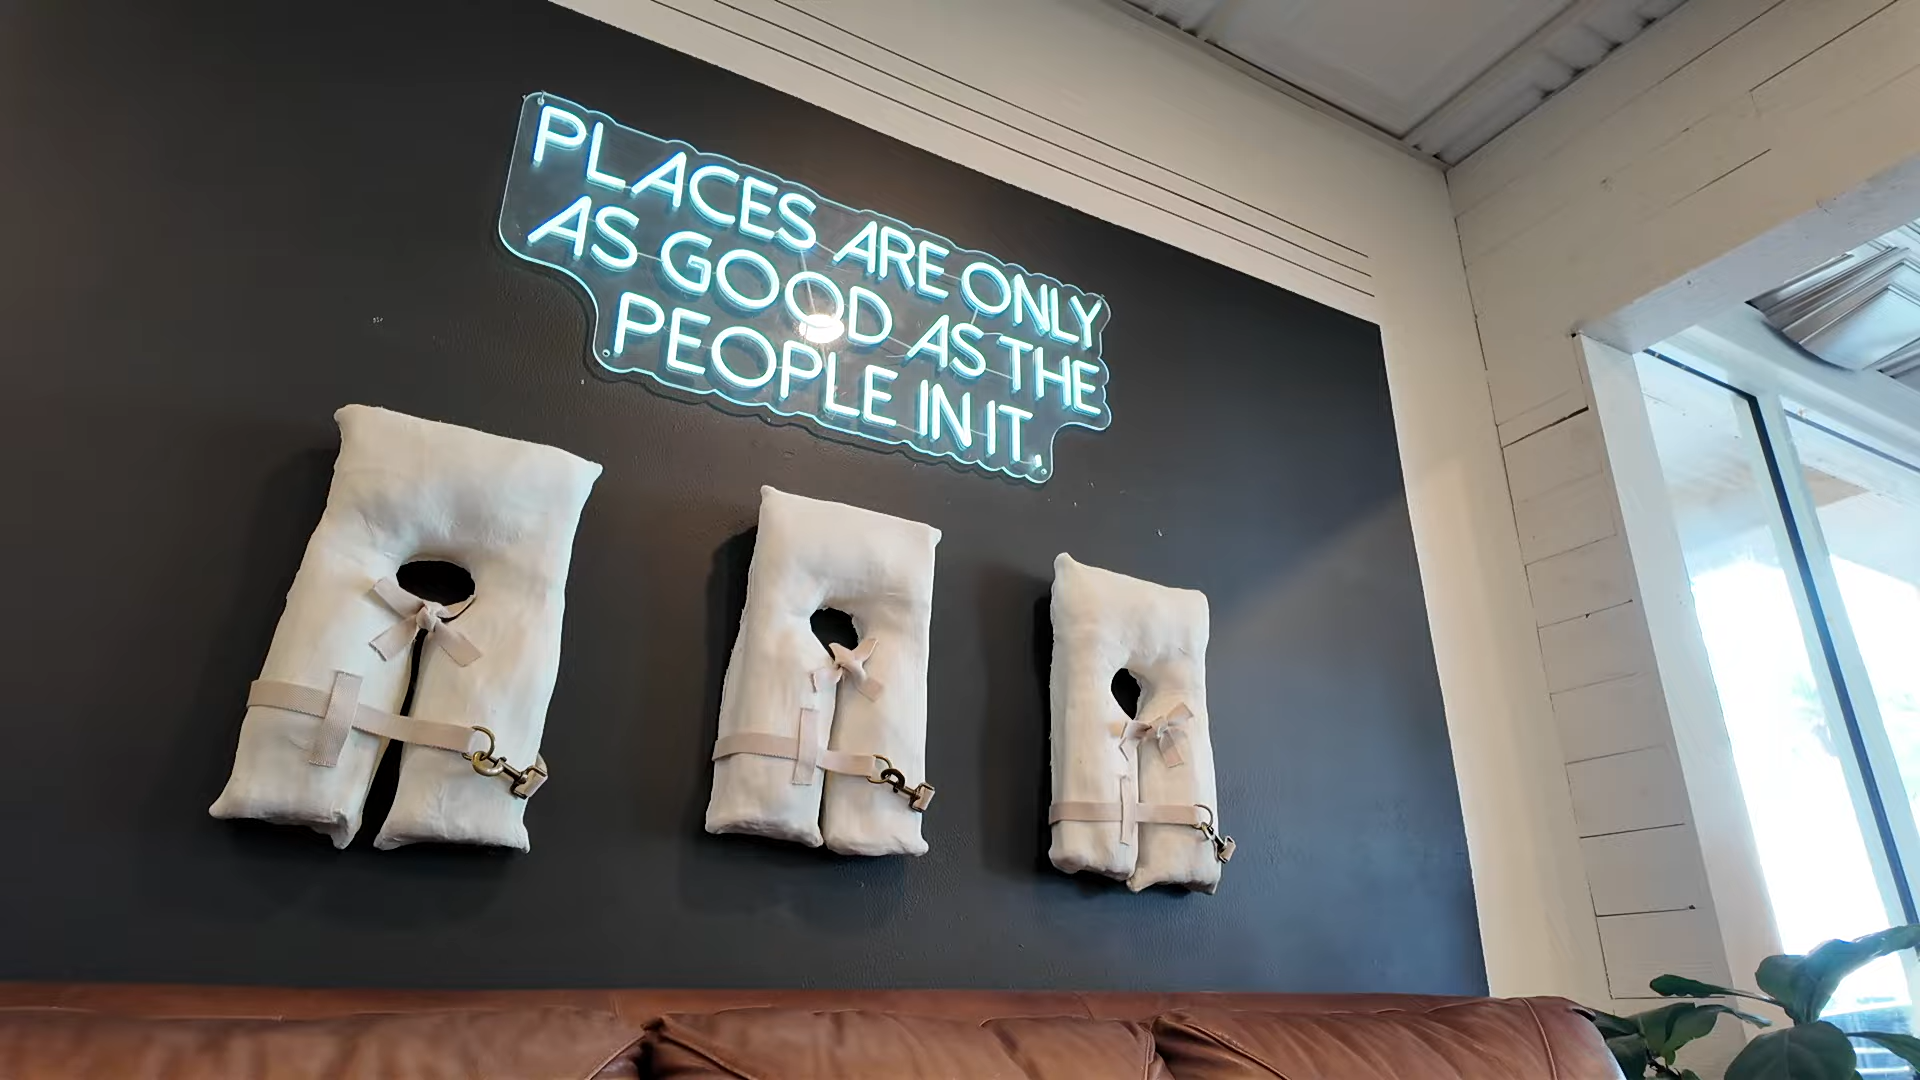 PLACES ARE ONLY
AS GOOD AS THE
PEOPLE IN IT.